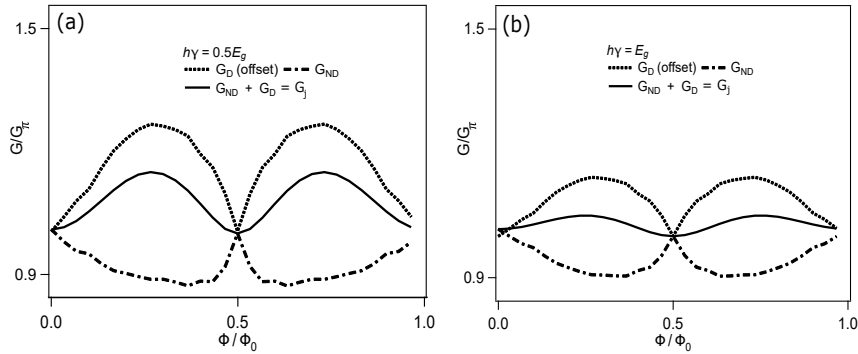 (a)
1.5
hγ = 0.5E_g
G_D (offset) G_ND
G_ND + G_D = G_j
G/G_π
0.9
0.0 0.5 1.0
Φ / Φ_0
(b)
1.5
hγ = E_g
G_D (offset) G_ND
G_ND + G_D = G_j
G/G_π
0.9
0.0 0.5 1.0
Φ / Φ_0